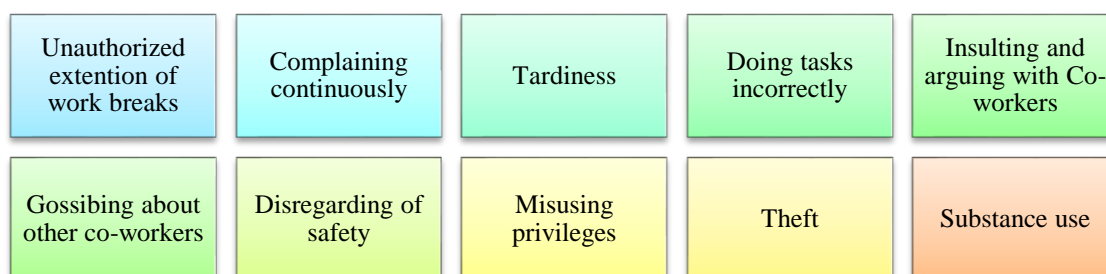 Unauthorized
extention of
work breaks
Complaining
continuously
Tardiness
Doing tasks
incorrectly
Insulting and
arguing with Co-
workers
Gossibing about
other co-workers
Disregarding of
safety
Misusing
privileges
Theft
Substance use